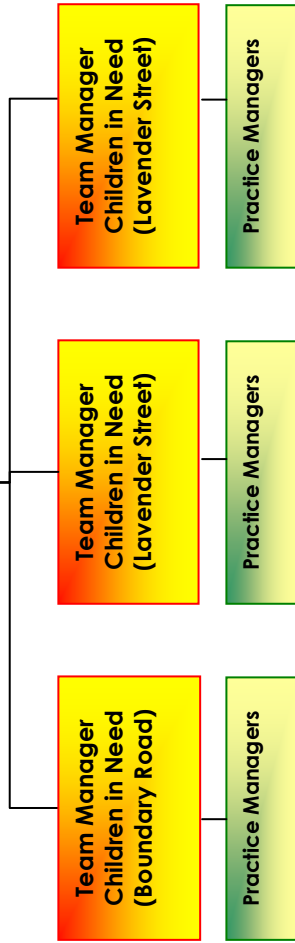 Team Manager
Children in Need
(Boundary Road)
Team Manager
Children in Need
(Lavender Street)
Team Manager
Children in Need
(Lavender Street)
Practice Managers
Practice Managers
Practice Managers